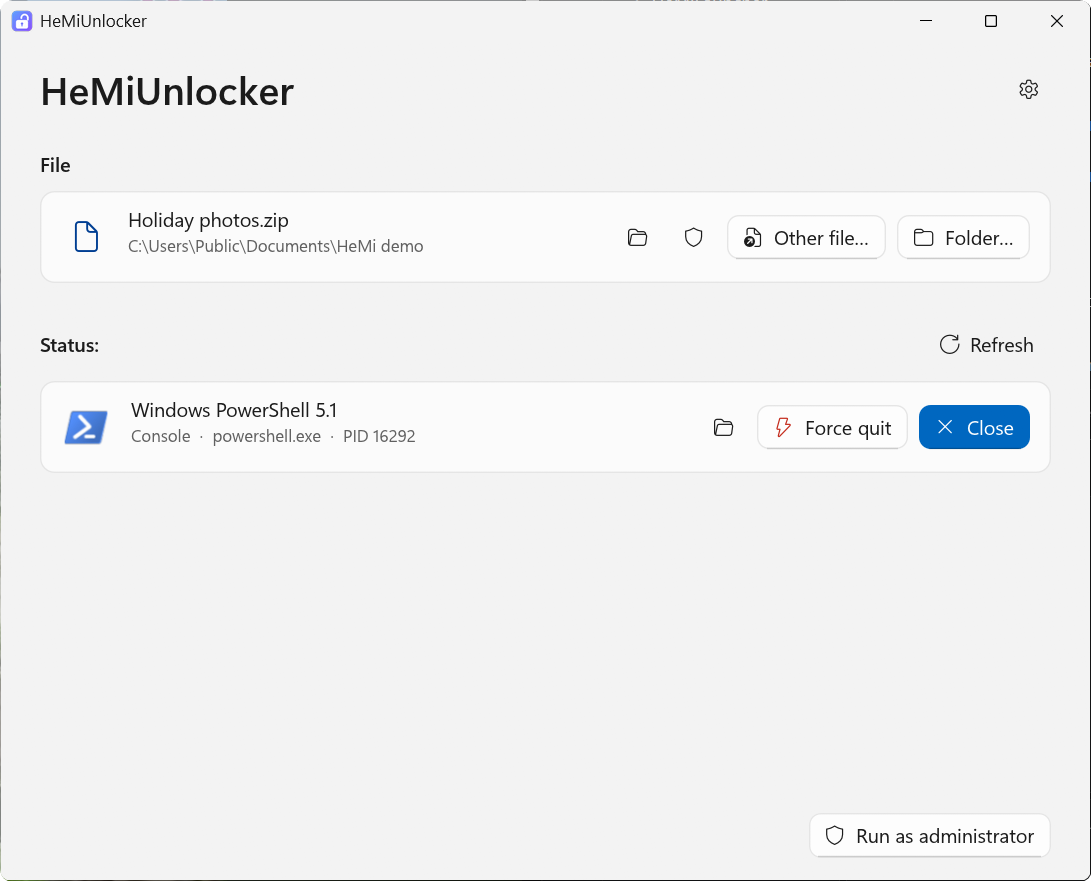 HeMiUnlocker
HeMiUnlocker
File
Holiday photos.zip
C:\Users\Public\Documents\HeMi demo
Other file...
Folder...
Status:
Refresh
Windows PowerShell 5.1
Console · powershell.exe · PID 16292
Force quit
Close
Run as administrator